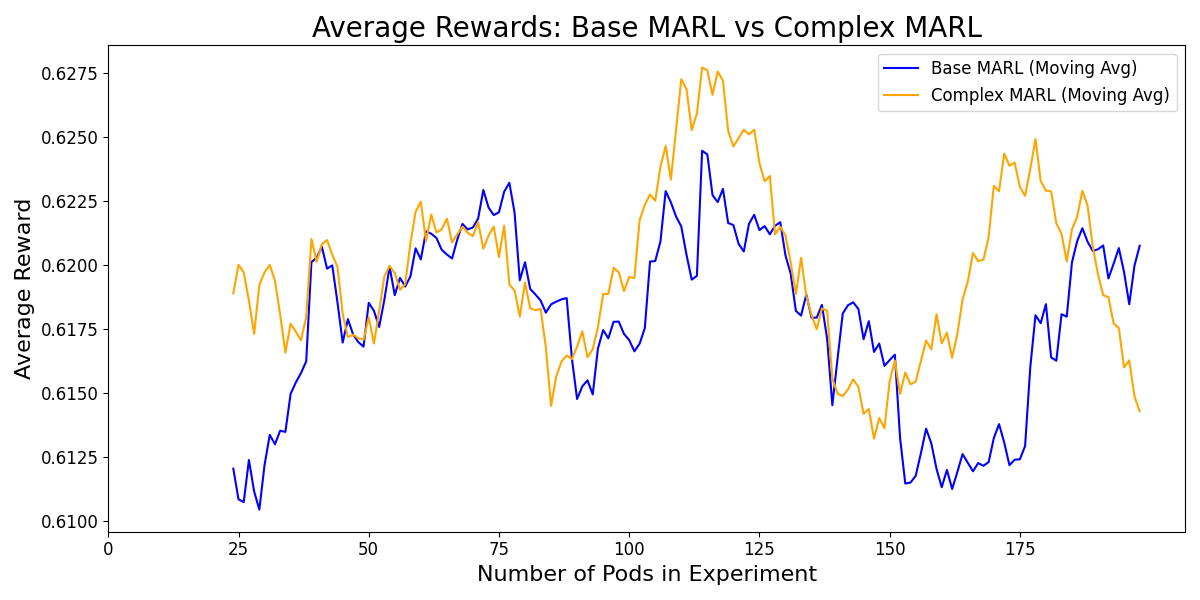 Average Rewards: Base MARL vs Complex MARL
Base MARL (Moving Avg)
Complex MARL (Moving Avg)
Average Reward
0.6275
0.6250
0.6225
0.6200
0.6175
0.6150
0.6125
0.6100
0 25 50 75 100 125 150 175
Number of Pods in Experiment